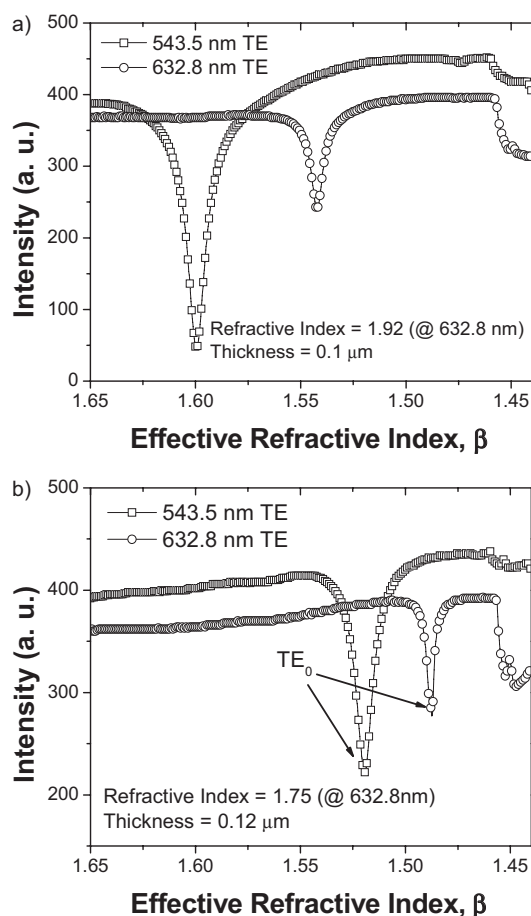 a)
500
400
300
200
100
0
Intensity (a. u.)
543.5 nm TE
632.8 nm TE
Refractive Index = 1.92 (@ 632.8 nm)
Thickness = 0.1 μm
1.65 1.60 1.55 1.50 1.45
Effective Refractive Index, β
b)
500
400
300
200
Intensity (a. u.)
543.5 nm TE
632.8 nm TE
TE₀
Refractive Index = 1.75 (@ 632.8nm)
Thickness = 0.12 μm
1.65 1.60 1.55 1.50 1.45
Effective Refractive Index, β